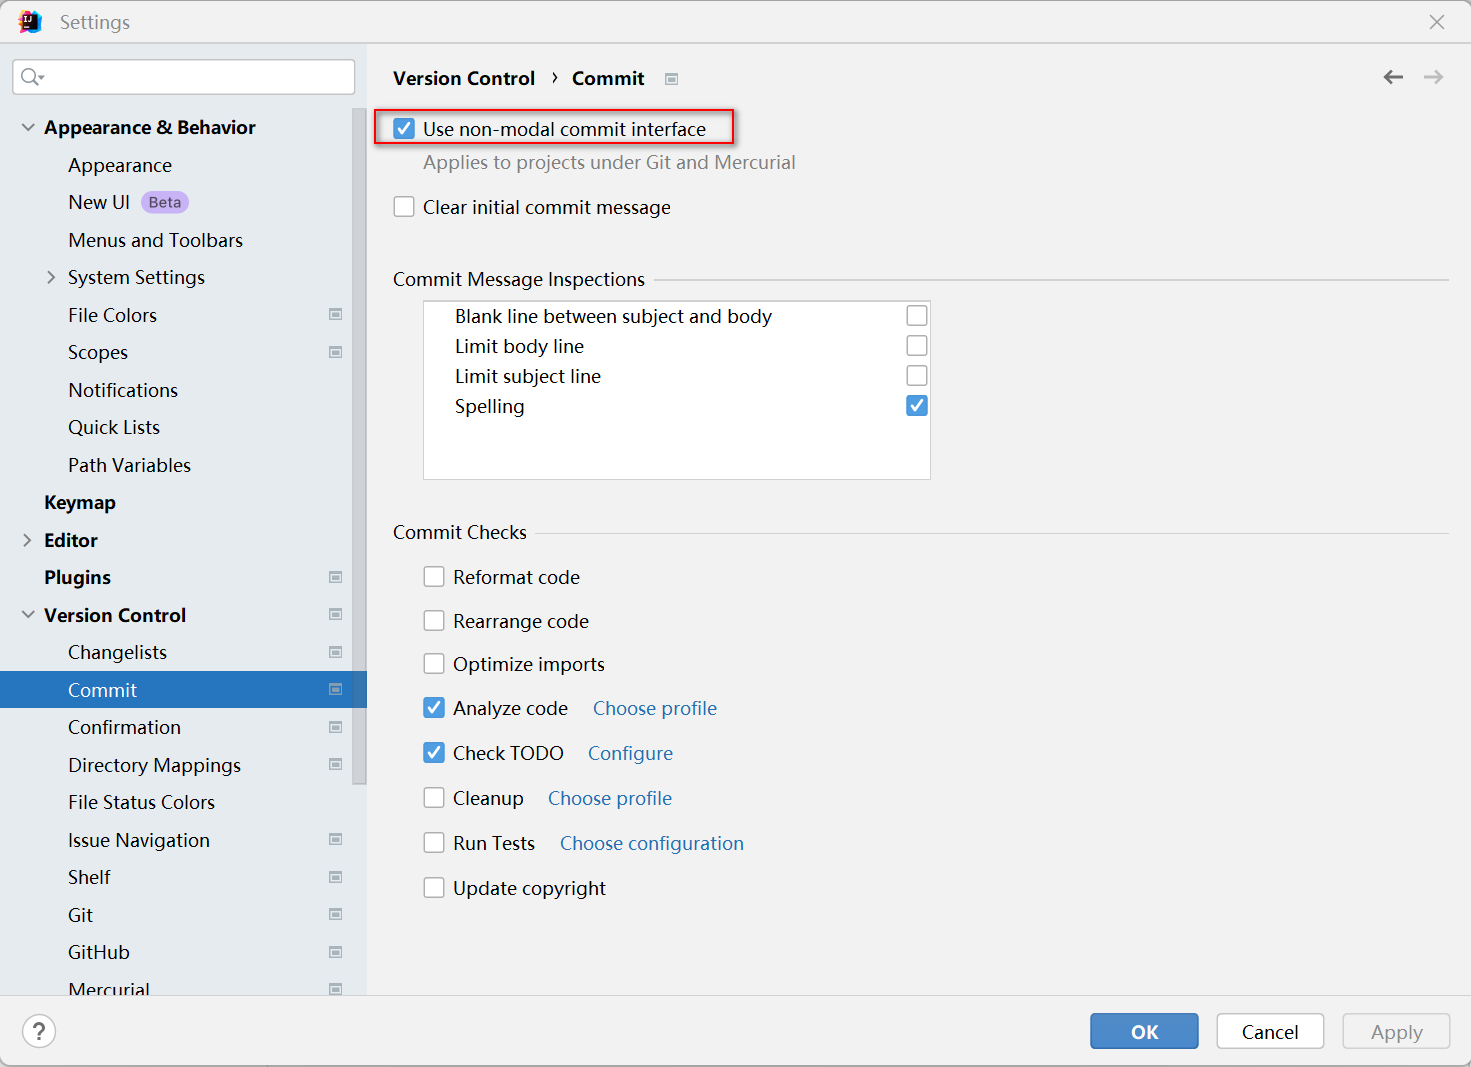 Settings
Appearance & Behavior
Appearance
New UI Beta
Menus and Toolbars
System Settings
File Colors
Scopes
Notifications
Quick Lists
Path Variables
Keymap
Editor
Plugins
Version Control
Changelists
Commit
Confirmation
Directory Mappings
File Status Colors
Issue Navigation
Shelf
Git
GitHub
Mercurial
Version Control › Commit
Use non-modal commit interface
Applies to projects under Git and Mercurial
Clear initial commit message
Commit Message Inspections
Blank line between subject and body
Limit body line
Limit subject line
Spelling
Commit Checks
Reformat code
Rearrange code
Optimize imports
Analyze code Choose profile
Check TODO Configure
Cleanup Choose profile
Run Tests Choose configuration
Update copyright
? OK Cancel Apply